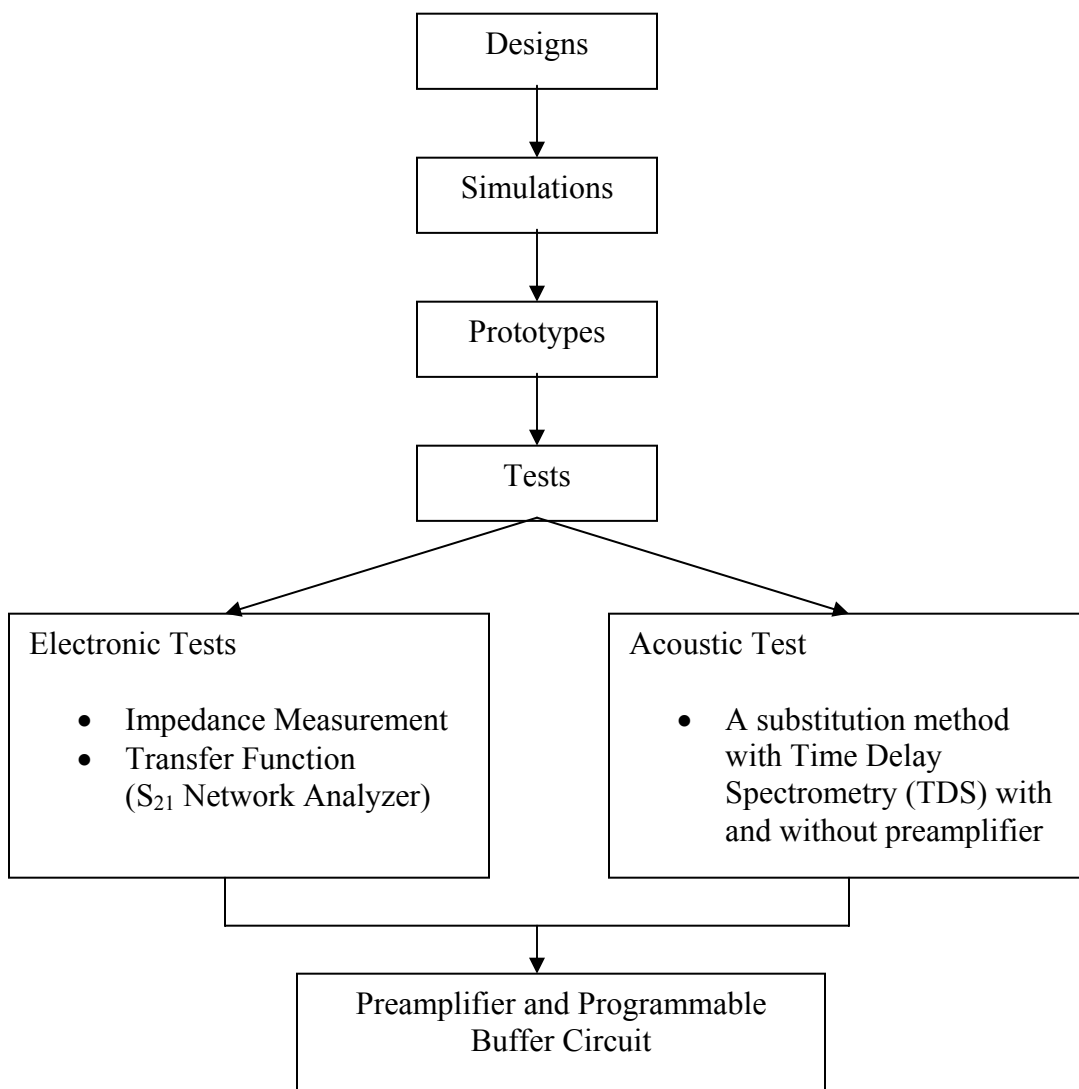 Designs
Simulations
Prototypes
Tests
Electronic Tests
• Impedance Measurement
• Transfer Function
(S₂₁ Network Analyzer)
Acoustic Test
• A substitution method
with Time Delay
Spectrometry (TDS) with
and without preamplifier
Preamplifier and Programmable
Buffer Circuit